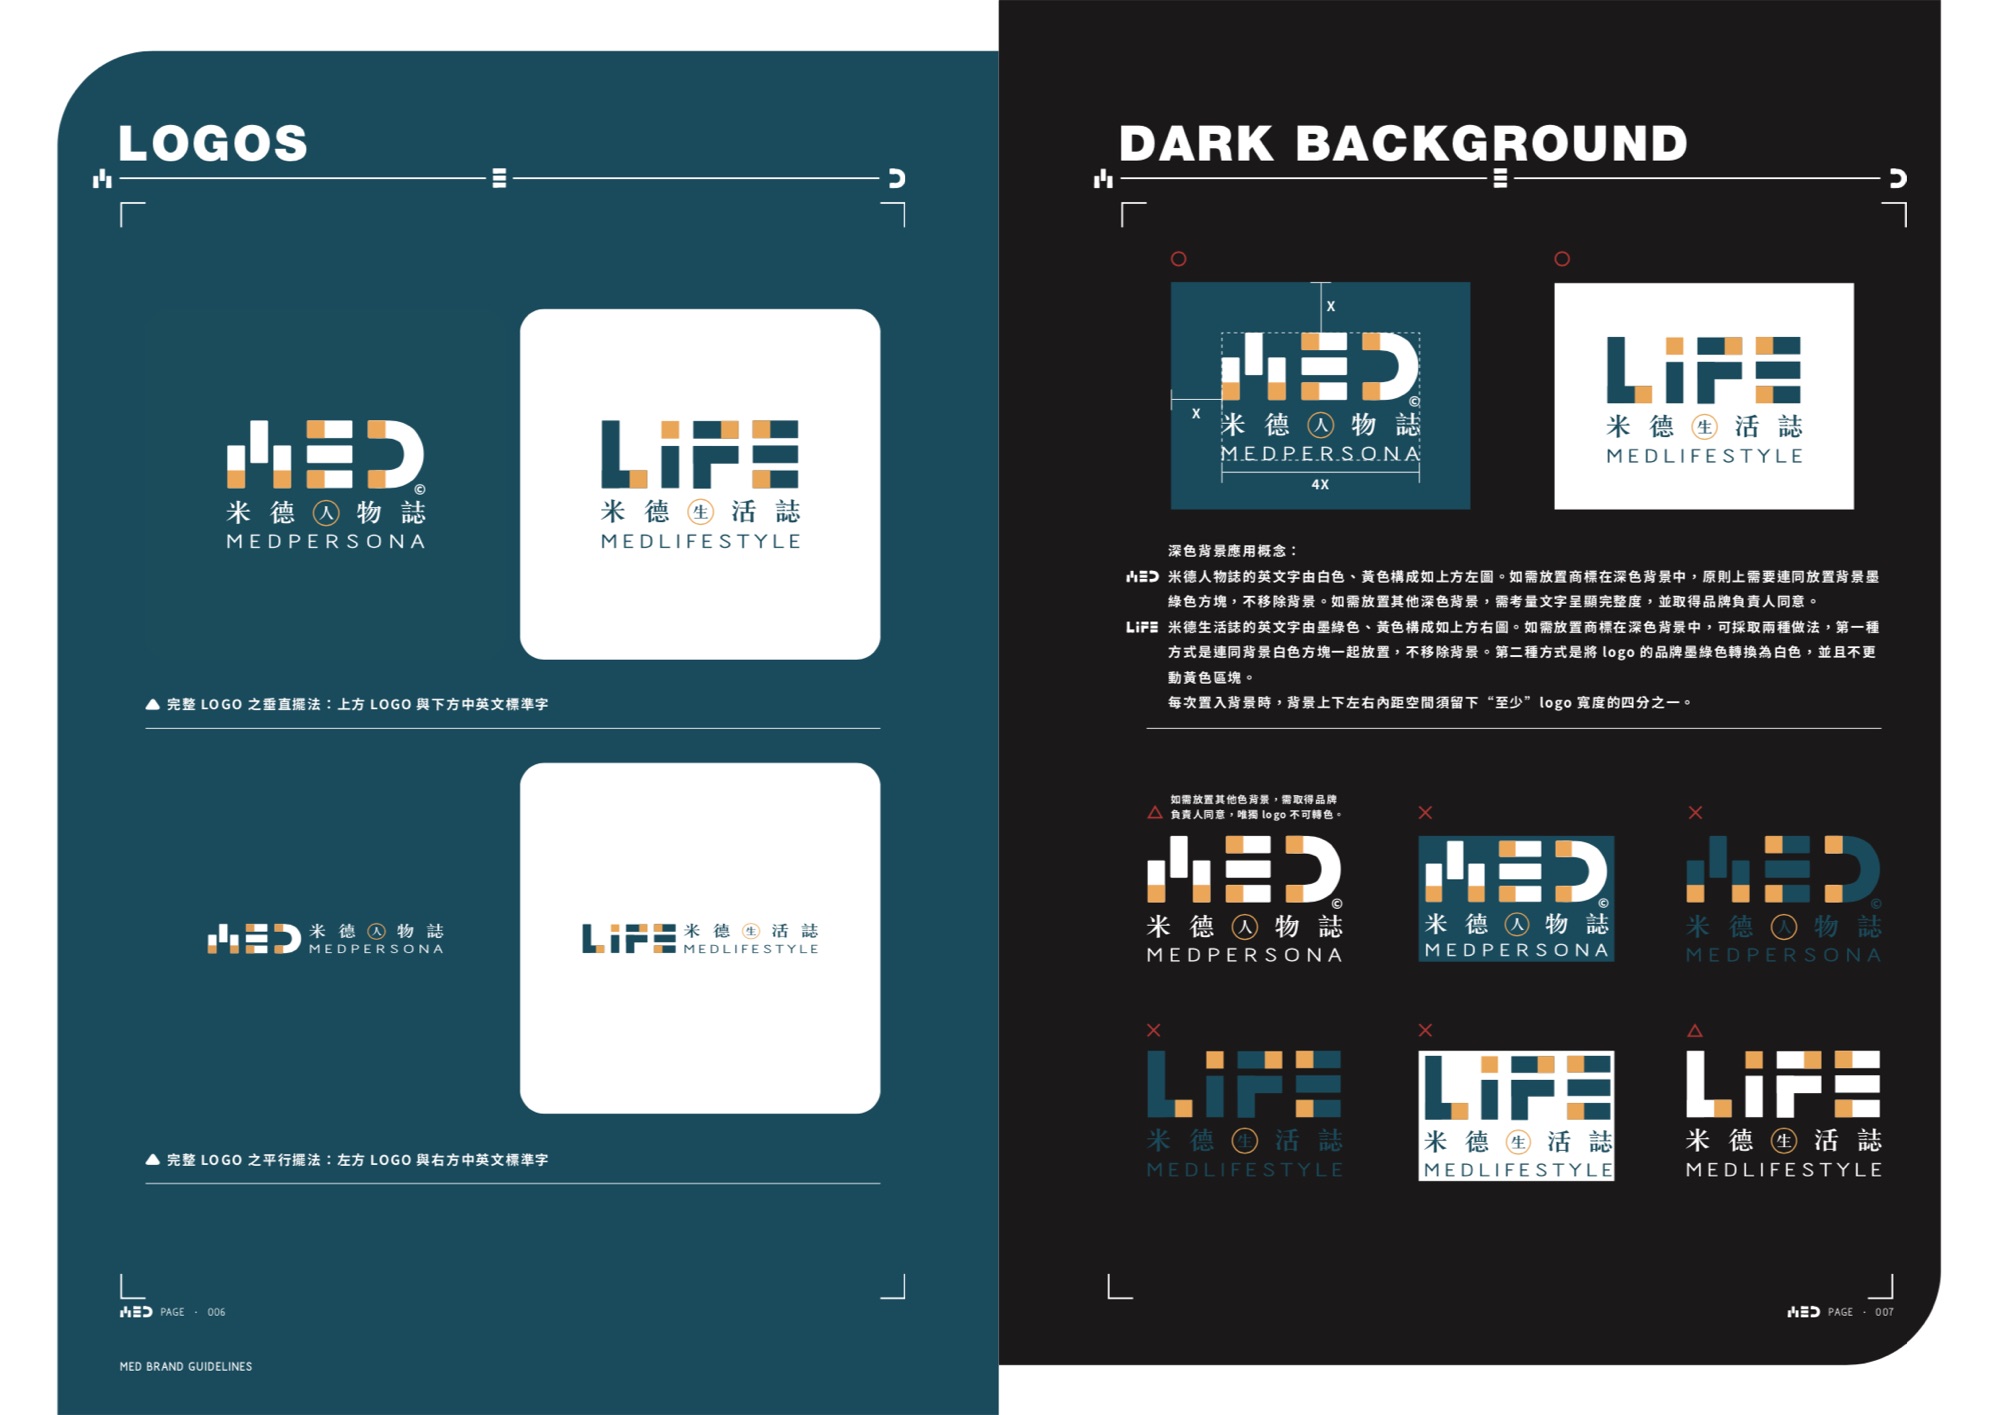 LOGOS
MED
©
米德人物誌
MEDPERSONA
LiFE
米德生活誌
MEDLIFESTYLE
完整 LOGO 之垂直擺法：上方 LOGO 與下方中英文標準字
MED
米德人物誌
MEDPERSONA
LiFE
米德生活誌
MEDLIFESTYLE
完整 LOGO 之平行擺法：左方 LOGO 與右方中英文標準字
MED PAGE · 006
MED BRAND GUIDELINES
DARK BACKGROUND
X
MED
©
X
米德人物誌
MEDPERSONA
4X
LiFE
米德生活誌
MEDLIFESTYLE
深色背景應用概念：
MED 米德人物誌的英文字由白色、黃色構成如上方左圖。如需放置商標在深色背景中，原則上需要連同放置背景墨
綠色方塊，不移除背景。如需放置其他深色背景，需考量文字呈顯完整度，並取得品牌負責人同意。
LiFE 米德生活誌的英文字由墨綠色、黃色構成如上方右圖。如需放置商標在深色背景中，可採取兩種做法，第一種
方式是連同背景白色方塊一起放置，不移除背景。第二種方式是將 logo 的品牌墨綠色轉換為白色，並且不更
動黃色區塊。
每次置入背景時，背景上下左右內距空間須留下“至少”logo 寬度的四分之一。
如需放置其他色背景，需取得品牌
負責人同意，唯獨 logo 不可轉色。
MED
©
米德人物誌
MEDPERSONA
MED
©
米德人物誌
MEDPERSONA
MED
©
米德人物誌
MEDPERSONA
LiFE
米德生活誌
MEDLIFESTYLE
LiFE
米德生活誌
MEDLIFESTYLE
LiFE
米德生活誌
MEDLIFESTYLE
MED PAGE · 007